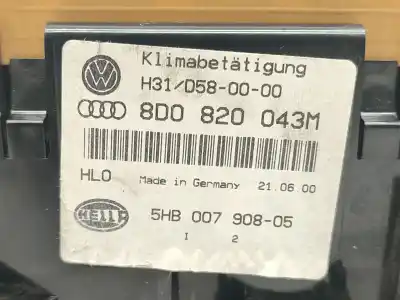 Klimabetätigung
H31/D58-00-00
8D0 820 043M
HLO Made in Germany 21.06.00
HELLA 5HB 007 908-05
1 2